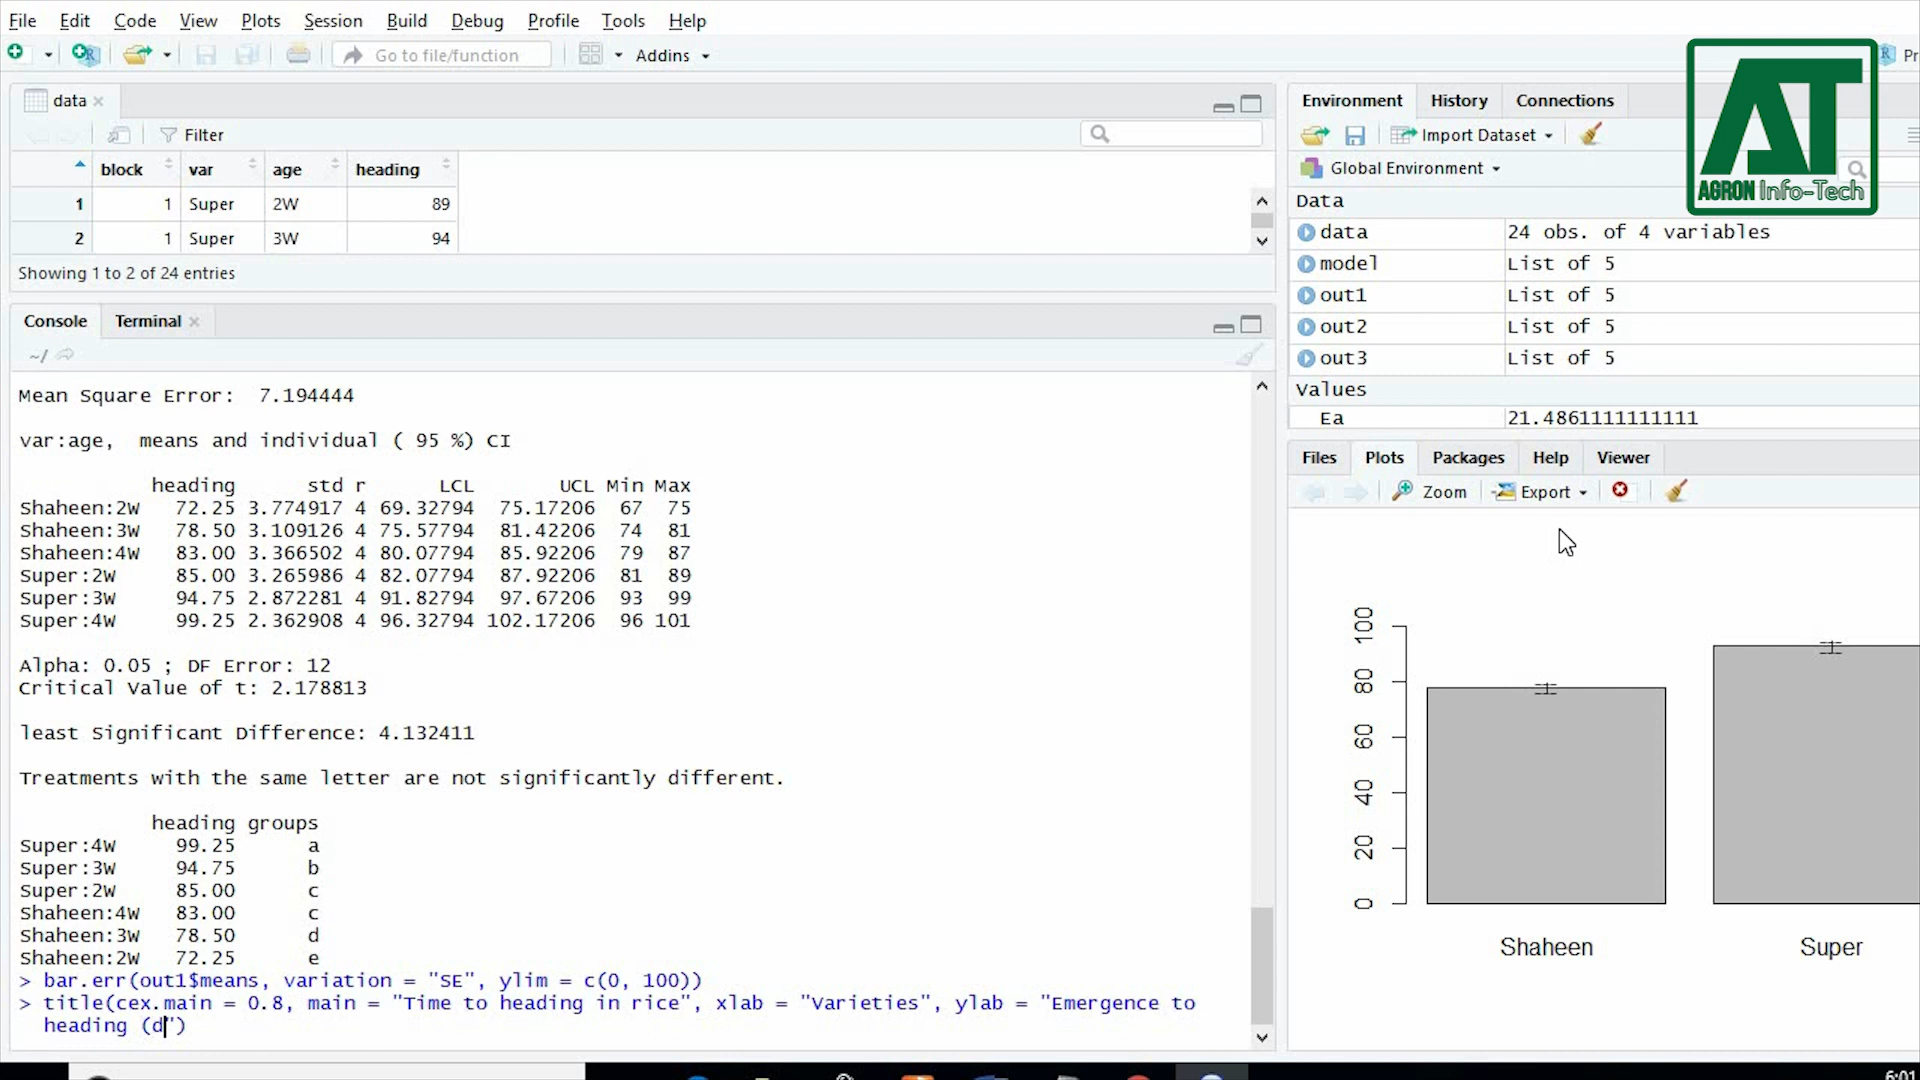 File Edit Code View Plots Session Build Debug Profile Tools Help
Go to file/function Addins
data
Filter
block var age heading
1 1 Super 2W 89
2 1 Super 3W 94
Showing 1 to 2 of 24 entries
Console Terminal
~/
Mean Square Error: 7.194444
var:age, means and individual ( 95 %) CI
heading std r LCL UCL Min Max
Shaheen:2W 72.25 3.774917 4 69.32794 75.17206 67 75
Shaheen:3W 78.50 3.109126 4 75.57794 81.42206 74 81
Shaheen:4W 83.00 3.366502 4 80.07794 85.92206 79 87
Super:2W 85.00 3.265986 4 82.07794 87.92206 81 89
Super:3W 94.75 2.872281 4 91.82794 97.67206 93 99
Super:4W 99.25 2.362908 4 96.32794 102.17206 96 101
Alpha: 0.05 ; DF Error: 12
Critical Value of t: 2.178813
least Significant Difference: 4.132411
Treatments with the same letter are not significantly different.
heading groups
Super:4W 99.25 a
Super:3W 94.75 b
Super:2W 85.00 c
Shaheen:4W 83.00 c
Shaheen:3W 78.50 d
Shaheen:2W 72.25 e
> bar.err(out1$means, variation = "SE", ylim = c(0, 100))
> title(cex.main = 0.8, main = "Time to heading in rice", xlab = "Varieties", ylab = "Emergence to
heading (d")
Environment History Connections
Import Dataset
Global Environment
Data
data 24 obs. of 4 variables
model List of 5
out1 List of 5
out2 List of 5
out3 List of 5
Values
Ea 21.4861111111111
Files Plots Packages Help Viewer
Zoom Export
100
80
60
40
20
0
Shaheen Super
AT
AGRON Info-Tech
R Pr
6:01